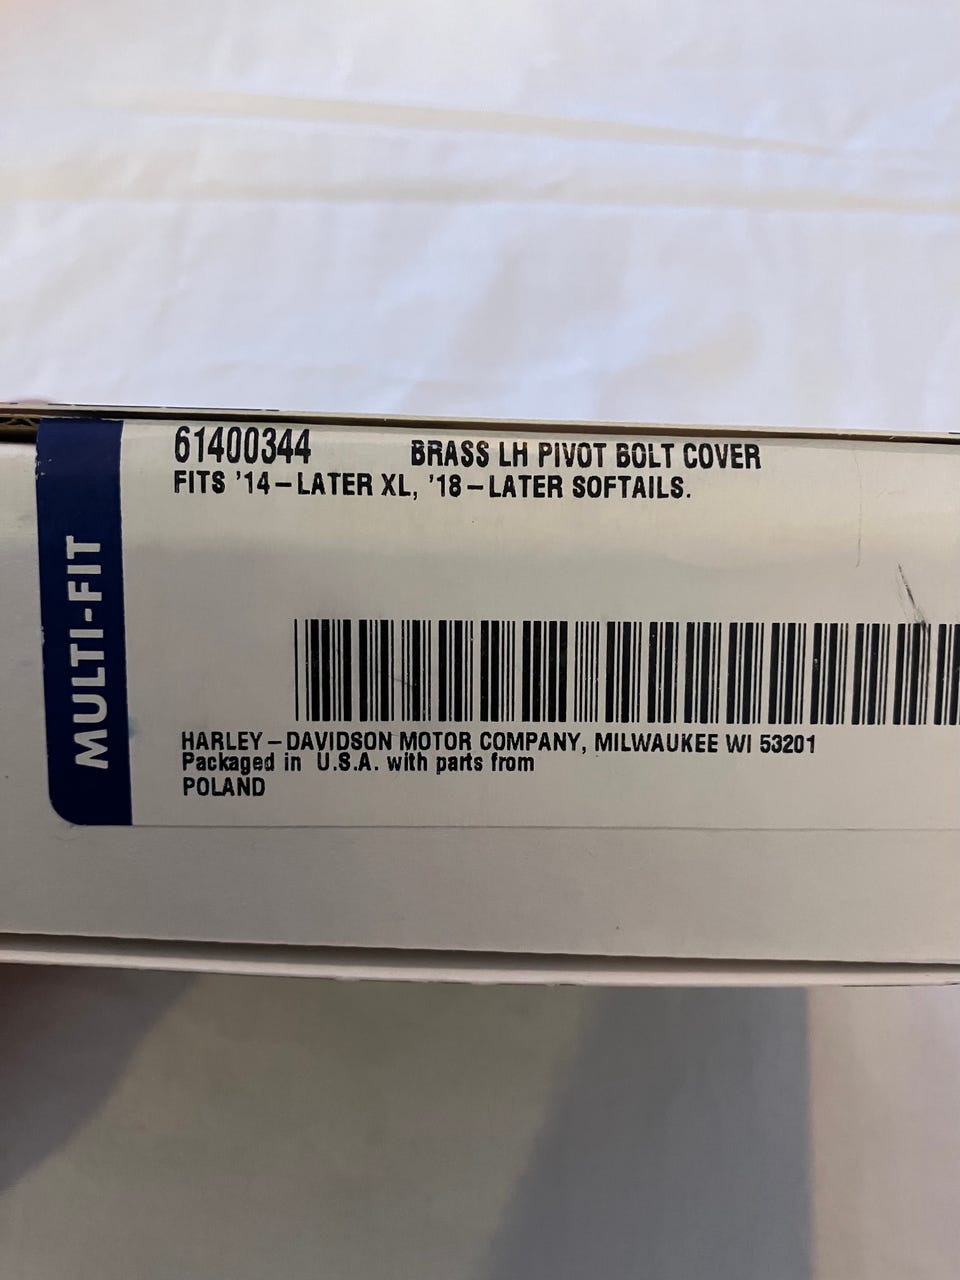 61400344 BRASS LH PIVOT BOLT COVER
FITS '14-LATER XL, '18-LATER SOFTAILS.
MULTI-FIT
HARLEY-DAVIDSON MOTOR COMPANY, MILWAUKEE WI 53201
Packaged in U.S.A. with parts from
POLAND